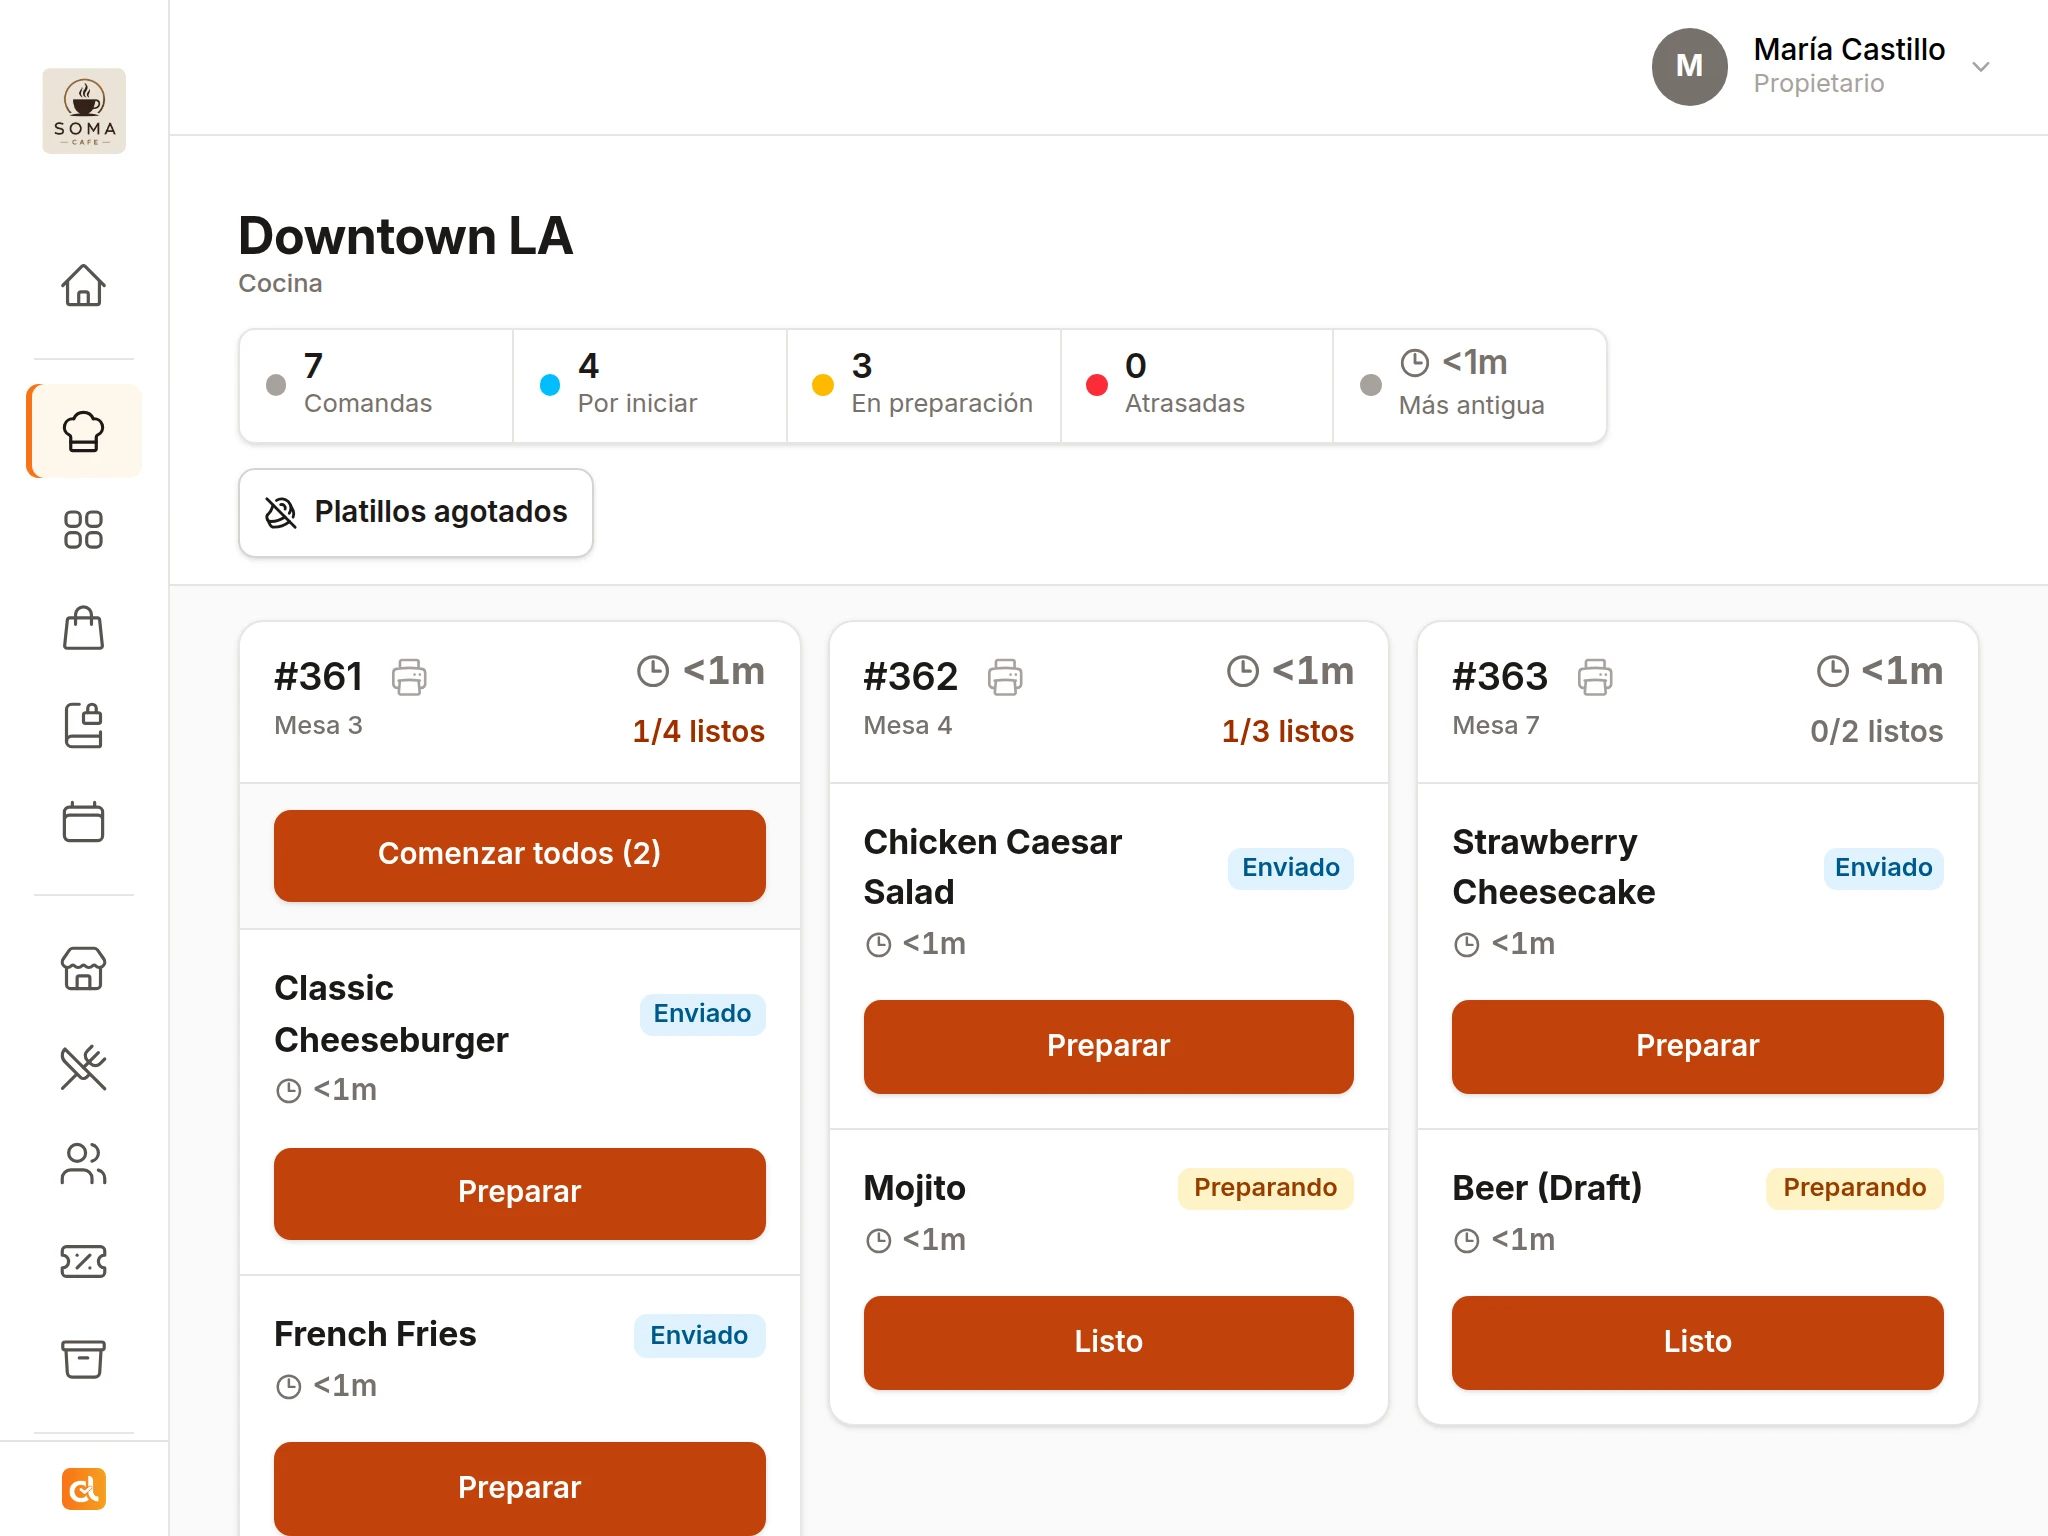 SOMA
CAFE
M
María Castillo
Propietario
Downtown LA
Cocina
7
Comandas
4
Por iniciar
3
En preparación
0
Atrasadas
<1m
Más antigua
Platillos agotados
#361
<1m
Mesa 3
1/4 listos
Comenzar todos (2)
Classic
Cheeseburger
Enviado
<1m
Preparar
French Fries
Enviado
<1m
Preparar
#362
<1m
Mesa 4
1/3 listos
Chicken Caesar
Salad
Enviado
<1m
Preparar
Mojito
Preparando
<1m
Listo
#363
<1m
Mesa 7
0/2 listos
Strawberry
Cheesecake
Enviado
<1m
Preparar
Beer (Draft)
Preparando
<1m
Listo